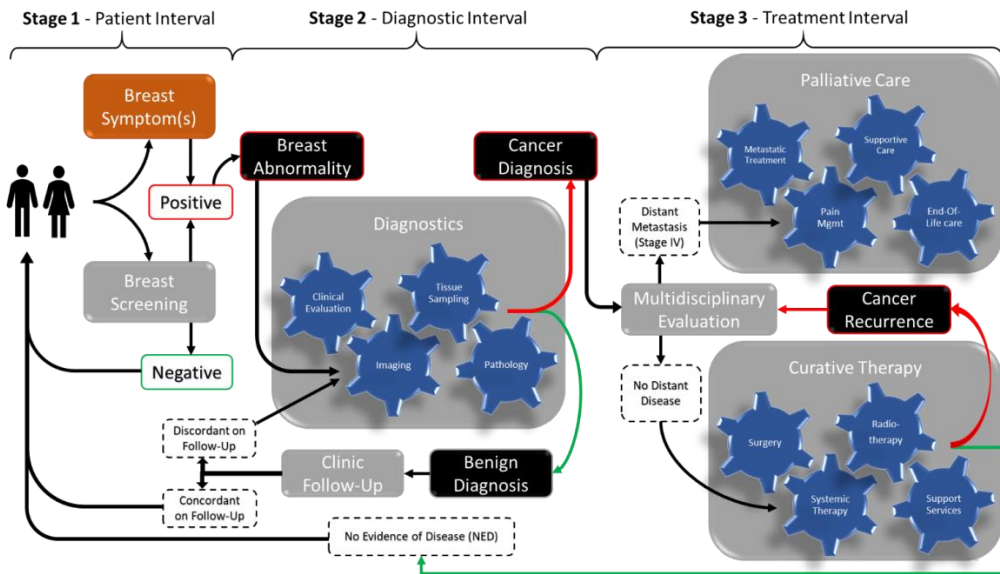 Stage 1 - Patient Interval
Stage 2 - Diagnostic Interval
Stage 3 - Treatment Interval
Breast
Symptom(s)
Positive
Breast
Screening
Negative
Breast
Abnormality
Cancer
Diagnosis
Diagnostics
Clinical
Evaluation
Tissue
Sampling
Imaging
Pathology
Discordant on
Follow-Up
Concordant
on Follow-Up
Clinic
Follow-Up
Benign
Diagnosis
No Evidence of Disease (NED)
Palliative Care
Metastatic
Treatment
Supportive
Care
Pain
Mgmt
End-Of-
Life care
Distant
Metastasis
(Stage IV)
Multidisciplinary
Evaluation
Cancer
Recurrence
No Distant
Disease
Curative Therapy
Surgery
Radio-
therapy
Systemic
Therapy
Support
Services